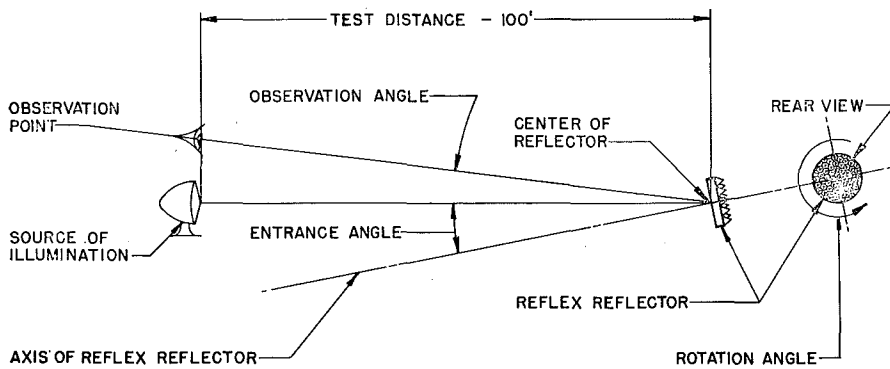 TEST DISTANCE - 100'
OBSERVATION ANGLE
OBSERVATION
POINT
REAR VIEW
CENTER OF
REFLECTOR
SOURCE OF
ILLUMINATION
ENTRANCE ANGLE
REFLEX REFLECTOR
AXIS OF REFLEX REFLECTOR
ROTATION ANGLE